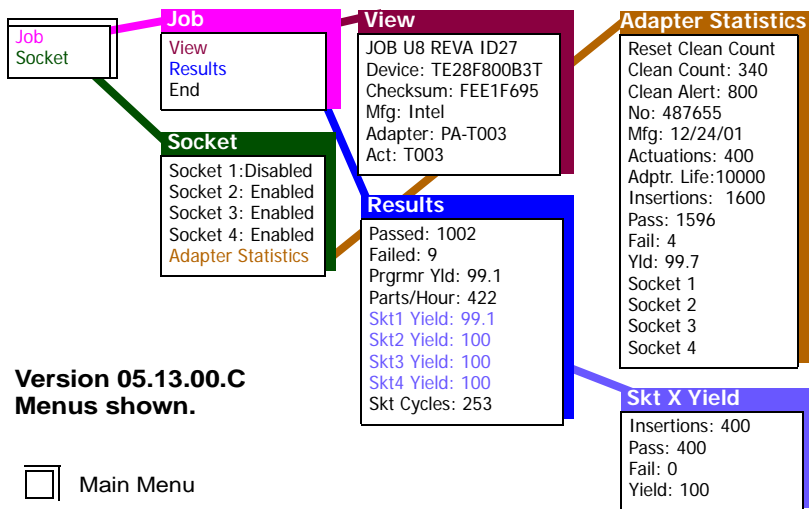 Job
Socket
Job
View
Results
End
Socket
Socket 1:Disabled
Socket 2: Enabled
Socket 3: Enabled
Socket 4: Enabled
Adapter Statistics
View
JOB U8 REVA ID27
Device: TE28F800B3T
Checksum: FEE1F695
Mfg: Intel
Adapter: PA-T003
Act: T003
Results
Passed: 1002
Failed: 9
Prgrmr Yld: 99.1
Parts/Hour: 422
Skt1 Yield: 99.1
Skt2 Yield: 100
Skt3 Yield: 100
Skt4 Yield: 100
Skt Cycles: 253
Adapter Statistics
Reset Clean Count
Clean Count: 340
Clean Alert: 800
No: 487655
Mfg: 12/24/01
Actuations: 400
Adptr. Life:10000
Insertions: 1600
Pass: 1596
Fail: 4
Yld: 99.7
Socket 1
Socket 2
Socket 3
Socket 4
Skt X Yield
Insertions: 400
Pass: 400
Fail: 0
Yield: 100
Version 05.13.00.C
Menus shown.
Main Menu